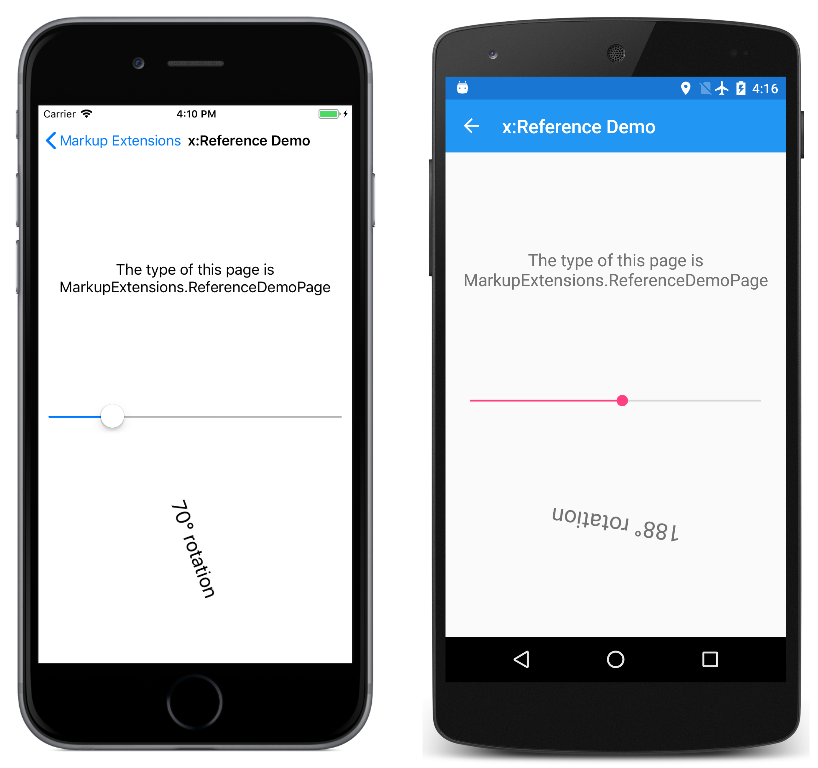 Carrier 4:10 PM
Markup Extensions x:Reference Demo
The type of this page is
MarkupExtensions.ReferenceDemoPage
70° rotation
4:16
x:Reference Demo
The type of this page is
MarkupExtensions.ReferenceDemoPage
188° rotation